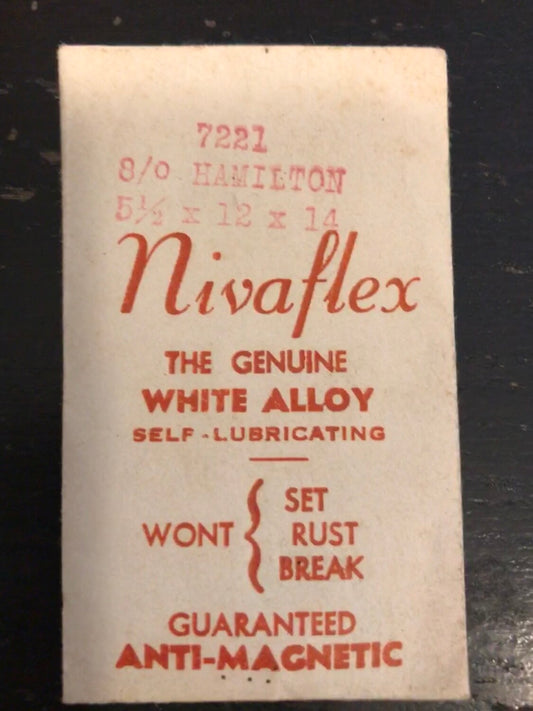 7221
8/0 HAMILTON
5½ x 12 x 14
Nivaflex
THE GENUINE
WHITE ALLOY
SELF-LUBRICATING
WONT { SET
RUST
BREAK
GUARANTEED
ANTI-MAGNETIC